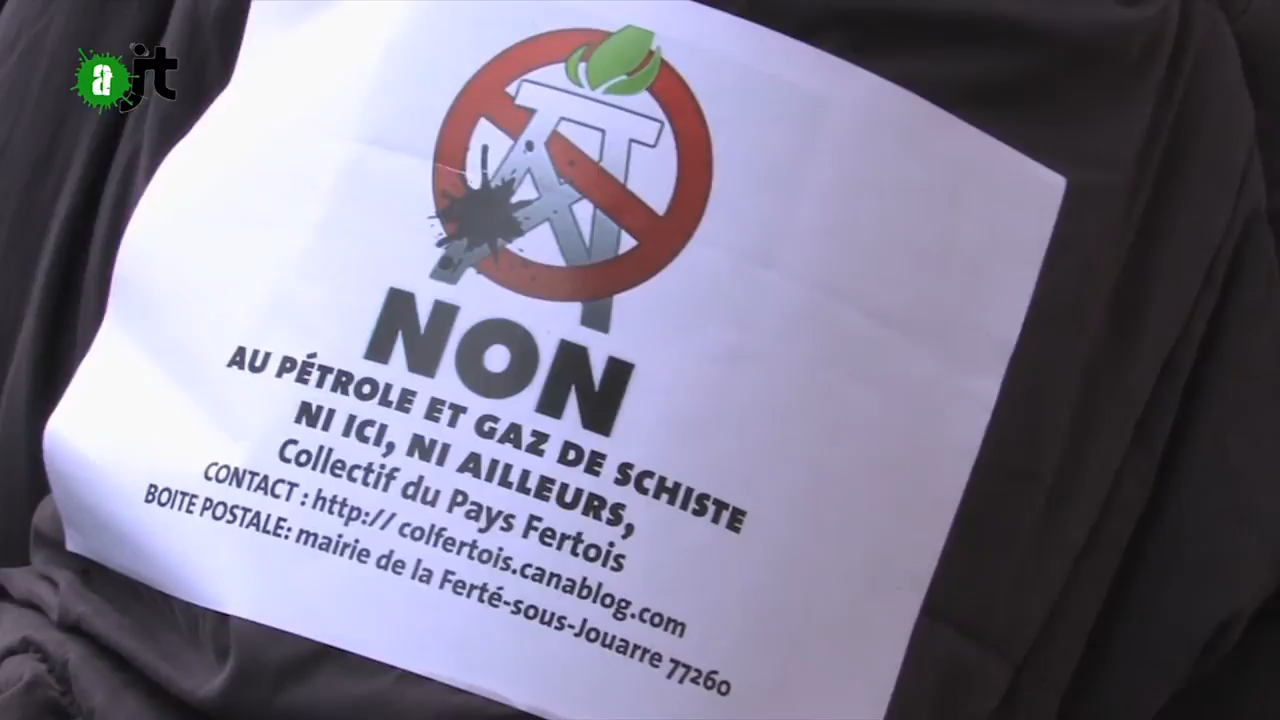 a jt
NON
AU PÉTROLE ET GAZ DE SCHISTE
NI ICI, NI AILLEURS,
Collectif du Pays Fertois
CONTACT : http:// colfertois.canablog.com
BOITE POSTALE: mairie de la Ferté-sous-Jouarre 77260